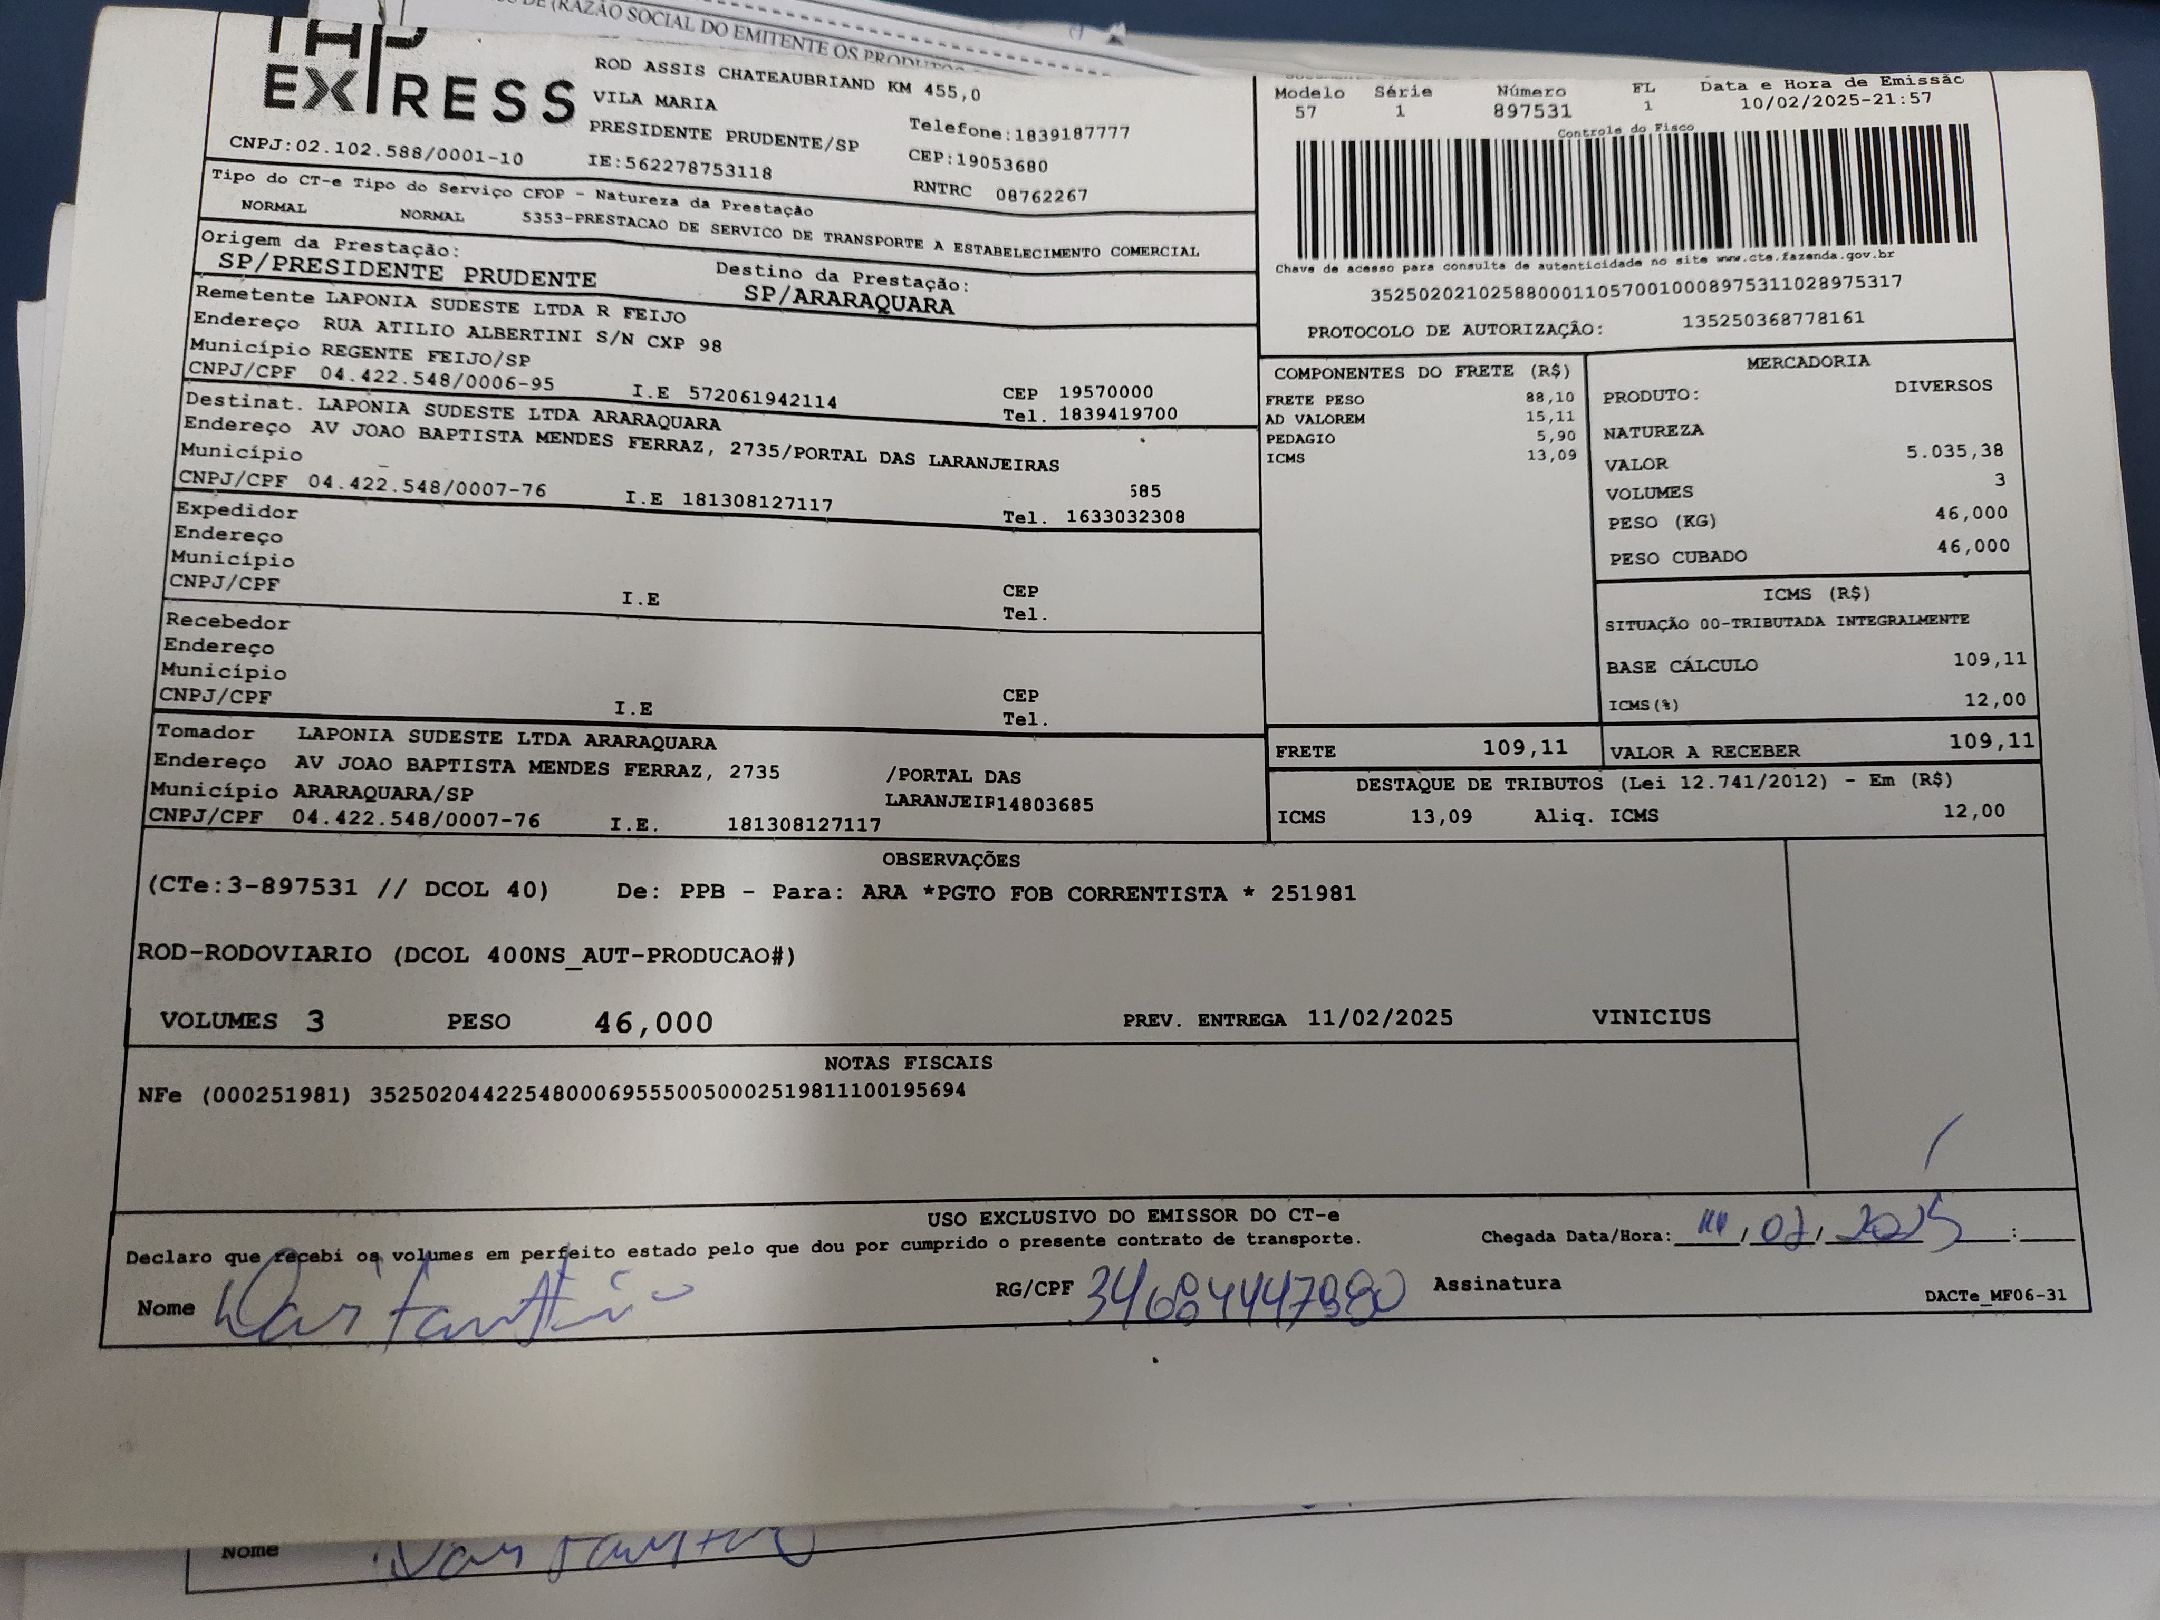 DE (RAZÃO SOCIAL DO EMITENTE OS PRODUTOS
EXPRESS
CNPJ:02.102.588/0001-10
ROD ASSIS CHATEAUBRIAND KM 455,0
VILA MARIA
PRESIDENTE PRUDENTE/SP
IE:562278753118
Telefone:1839187777
CEP:19053680
RNTRC 08762267
Modelo Série Número FL Data e Hora de Emissão
57 1 897531 1 10/02/2025-21:57
Controle do Fisco
Chave de acesso para consulta de autenticidade no site www.cte.fazenda.gov.br
35250202102588000110570010008975311028975317
PROTOCOLO DE AUTORIZAÇÃO: 135250368778161
Tipo do CT-e Tipo do Serviço CFOP - Natureza da Prestação
NORMAL NORMAL 5353-PRESTACAO DE SERVICO DE TRANSPORTE A ESTABELECIMENTO COMERCIAL
Origem da Prestação: Destino da Prestação:
SP/PRESIDENTE PRUDENTE SP/ARARAQUARA
Remetente LAPONIA SUDESTE LTDA R FEIJO
Endereço RUA ATILIO ALBERTINI S/N CXP 98
Município REGENTE FEIJO/SP CEP 19570000
CNPJ/CPF 04.422.548/0006-95 I.E 572061942114 Tel. 1839419700
Destinat. LAPONIA SUDESTE LTDA ARARAQUARA
Endereço AV JOAO BAPTISTA MENDES FERRAZ, 2735/PORTAL DAS LARANJEIRAS
Município 585
CNPJ/CPF 04.422.548/0007-76 I.E 181308127117 Tel. 1633032308
Expedidor
Endereço
Município CEP
CNPJ/CPF I.E Tel.
Recebedor
Endereço
Município CEP
CNPJ/CPF I.E Tel.
Tomador LAPONIA SUDESTE LTDA ARARAQUARA
Endereço AV JOAO BAPTISTA MENDES FERRAZ, 2735 /PORTAL DAS
Município ARARAQUARA/SP LARANJEIR14803685
CNPJ/CPF 04.422.548/0007-76 I.E. 181308127117
COMPONENTES DO FRETE (R$)
FRETE PESO 88,10
AD VALOREM 15,11
PEDAGIO 5,90
ICMS 13,09
MERCADORIA
PRODUTO: DIVERSOS
NATUREZA
VALOR 5.035,38
VOLUMES 3
PESO (KG) 46,000
PESO CUBADO 46,000
ICMS (R$)
SITUAÇÃO 00-TRIBUTADA INTEGRALMENTE
BASE CÁLCULO 109,11
ICMS(%) 12,00
FRETE 109,11 VALOR A RECEBER 109,11
DESTAQUE DE TRIBUTOS (Lei 12.741/2012) - Em (R$)
ICMS 13,09 Aliq. ICMS 12,00
OBSERVAÇÕES
(CTe:3-897531 // DCOL 40) De: PPB - Para: ARA *PGTO FOB CORRENTISTA * 251981
ROD-RODOVIARIO (DCOL 400NS_AUT-PRODUCAO#)
VOLUMES 3 PESO 46,000 PREV. ENTREGA 11/02/2025 VINICIUS
NOTAS FISCAIS
NFe (000251981) 35250204422548000695550050002519811100195694
USO EXCLUSIVO DO EMISSOR DO CT-e
Declaro que recebi os volumes em perfeito estado pelo que dou por cumprido o presente contrato de transporte. Chegada Data/Hora: 11/02/2025 :
Nome RG/CPF 34684447980 Assinatura
DACTe_MF06-31
Nome